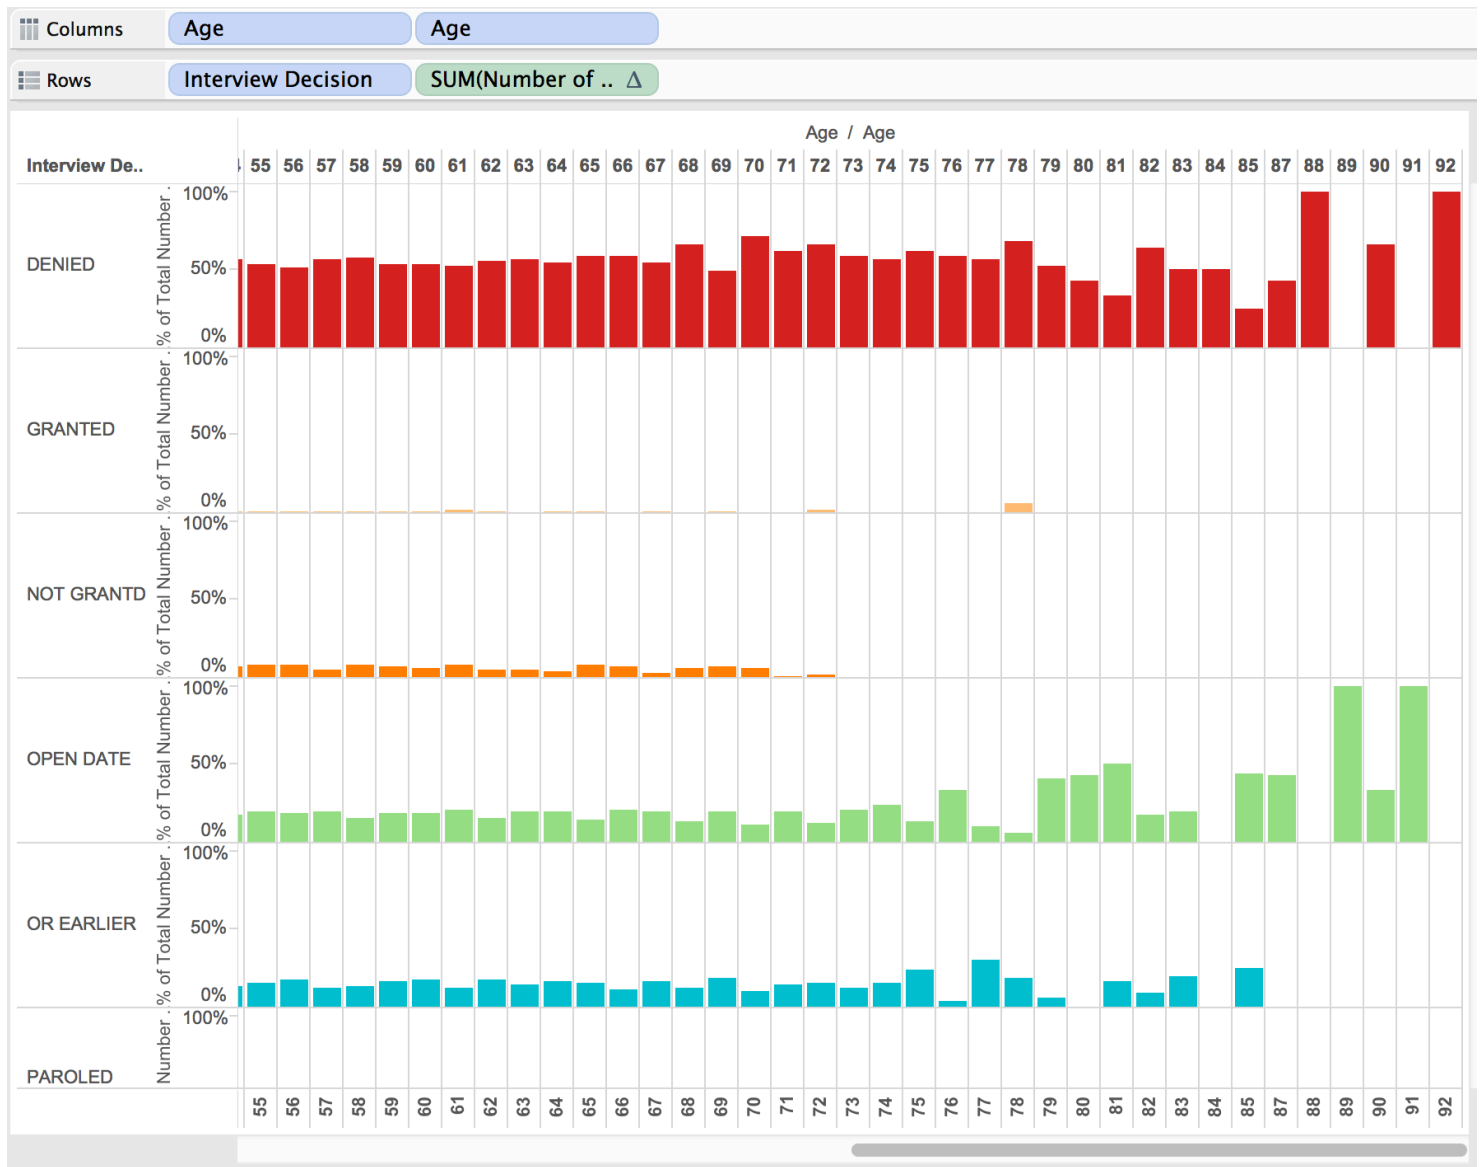 Columns Age Age
Rows Interview Decision SUM(Number of .. Δ
Age / Age
Interview De.. 55 56 57 58 59 60 61 62 63 64 65 66 67 68 69 70 71 72 73 74 75 76 77 78 79 80 81 82 83 84 85 87 88 89 90 91 92
DENIED
% of Total Number ..
100%
50%
0%
GRANTED
% of Total Number ..
100%
50%
0%
NOT GRANTD
% of Total Number ..
100%
50%
0%
OPEN DATE
% of Total Number ..
100%
50%
0%
OR EARLIER
% of Total Number ..
100%
50%
0%
PAROLED
Number ..
100%
55 56 57 58 59 60 61 62 63 64 65 66 67 68 69 70 71 72 73 74 75 76 77 78 79 80 81 82 83 84 85 87 88 89 90 91 92